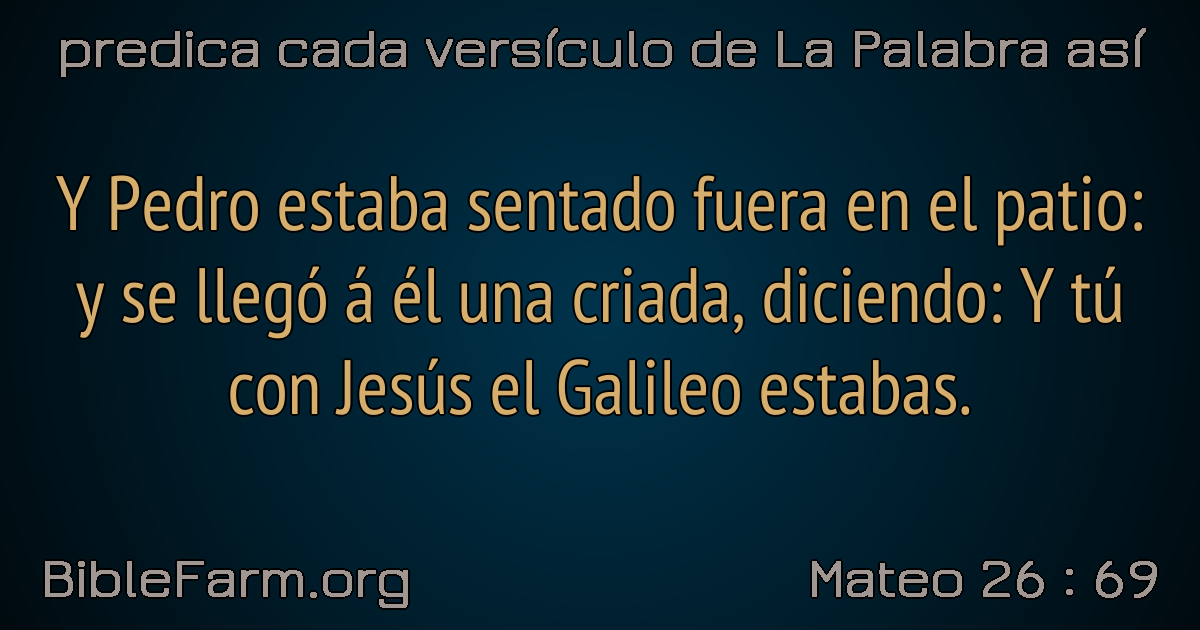 predica cada versículo de La Palabra así
Y Pedro estaba sentado fuera en el patio:
y se llegó á él una criada, diciendo: Y tú
con Jesús el Galileo estabas.
BibleFarm.org
Mateo 26 : 69